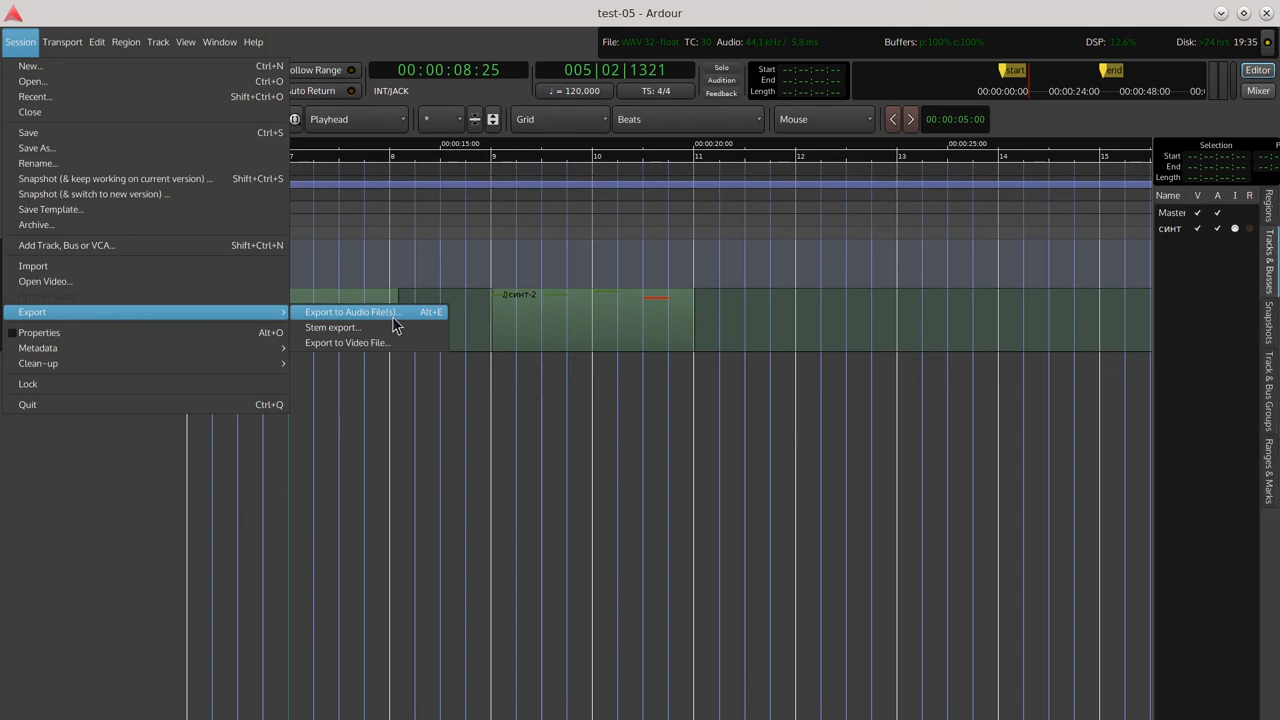 test-05 - Ardour
Session Transport Edit Region Track View Window Help
File: WAV 32-float TC: 30 Audio: 44,1 kHz / 5,8 ms Buffers: p:100% c:100% DSP: 12,6% Disk: >24 hrs 19:35
New... Ctrl+N
Open... Ctrl+O
Recent... Shift+Ctrl+O
Close
Save Ctrl+S
Save As...
Rename...
Snapshot (& keep working on current version) ... Shift+Ctrl+S
Snapshot (& switch to new version) ...
Save Template...
Archive...
Add Track, Bus or VCA... Shift+Ctrl+N
Import
Open Video...
Export
Properties Alt+O
Metadata
Clean-up
Lock
Quit Ctrl+Q
Export to Audio File(s)... Alt+E
Stem export...
Export to Video File...
ollow Range
uto Return
00:00:08:25
INT/JACK
005|02|1321
♩ = 120,000 TS: 4/4
Solo
Audition
Feedback
Start --:--:--:--
End --:--:--:--
Length --:--:--:--
start end
00:00:00:00 00:00:24:00 00:00:48:00 00:
Editor
Mixer
Playhead * Grid Beats Mouse 00:00:05:00
00:00:15:00 00:00:20:00 00:00:25:00
7 8 9 10 11 12 13 14 15
♫синт-2
Selection
Start --:--:--:--
End --:--:--:--
Length --:--:--:--
Name V A I R
Master
синт
Regions
Tracks & Busses
Snapshots
Track & Bus Groups
Ranges & Marks